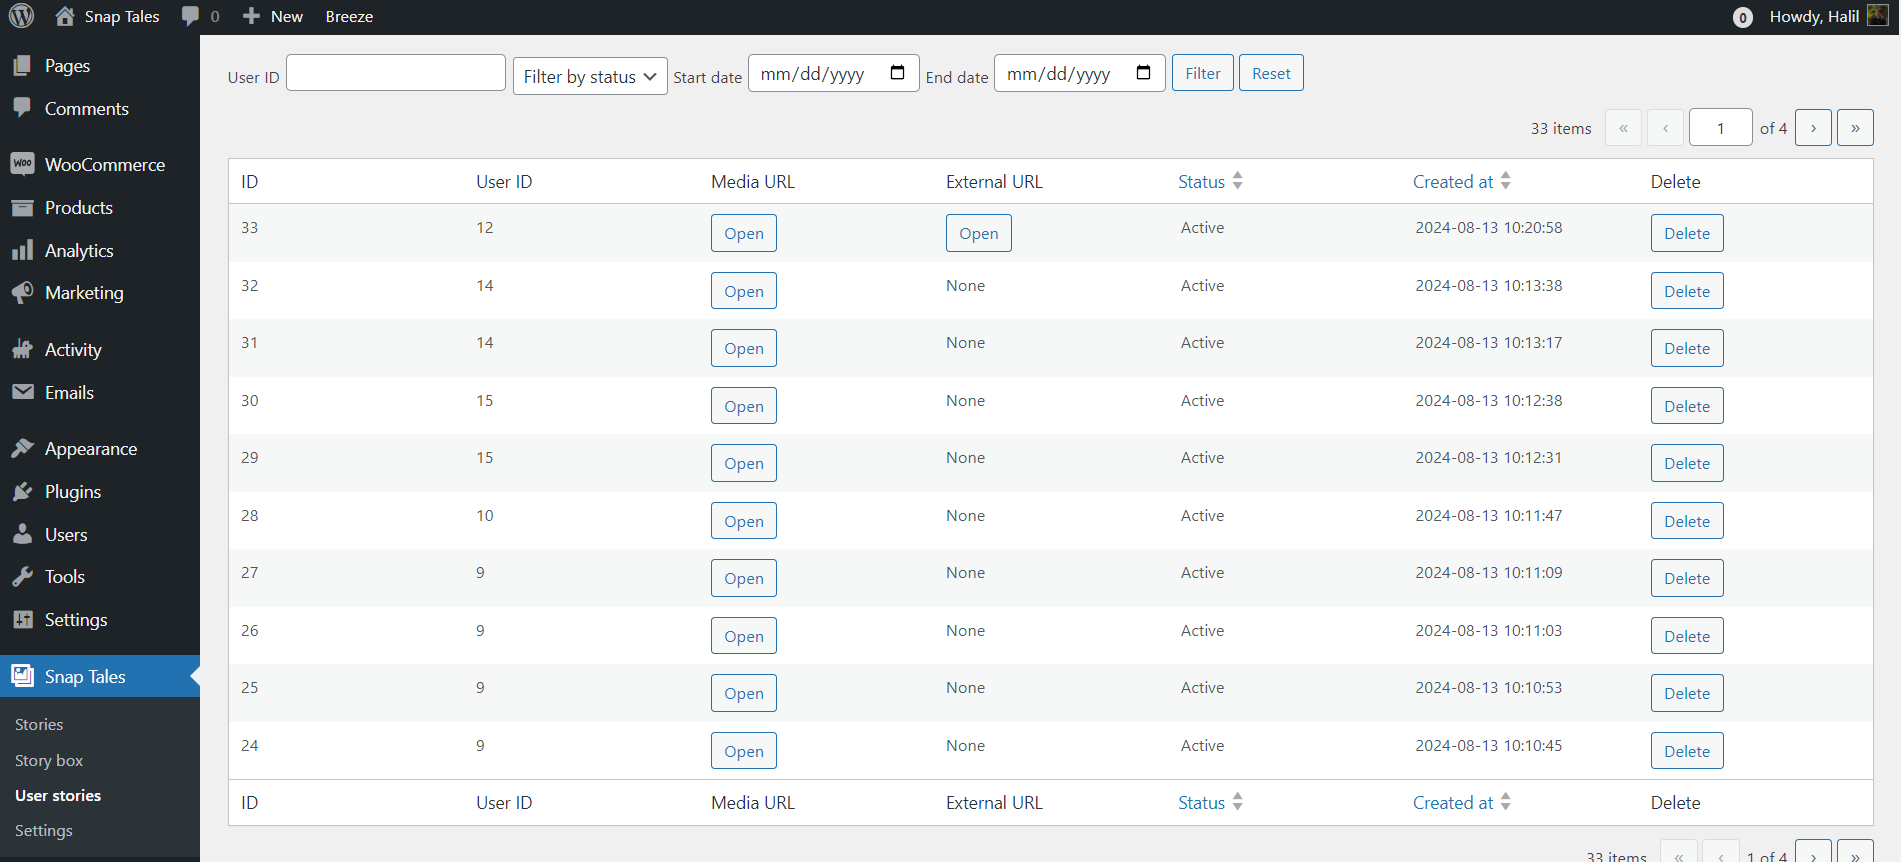 Snap Tales 0 New Breeze 0 Howdy, Halil
Pages
Comments
WooCommerce
Products
Analytics
Marketing
Activity
Emails
Appearance
Plugins
Users
Tools
Settings
Snap Tales
Stories
Story box
User stories
Settings
User ID Filter by status Start date mm/dd/yyyy End date mm/dd/yyyy Filter Reset
33 items « ‹ 1 of 4 › »
ID User ID Media URL External URL Status Created at Delete
33 12 Open Open Active 2024-08-13 10:20:58 Delete
32 14 Open None Active 2024-08-13 10:13:38 Delete
31 14 Open None Active 2024-08-13 10:13:17 Delete
30 15 Open None Active 2024-08-13 10:12:38 Delete
29 15 Open None Active 2024-08-13 10:12:31 Delete
28 10 Open None Active 2024-08-13 10:11:47 Delete
27 9 Open None Active 2024-08-13 10:11:09 Delete
26 9 Open None Active 2024-08-13 10:11:03 Delete
25 9 Open None Active 2024-08-13 10:10:53 Delete
24 9 Open None Active 2024-08-13 10:10:45 Delete
ID User ID Media URL External URL Status Created at Delete
33 items « ‹ 1 of 4 › »